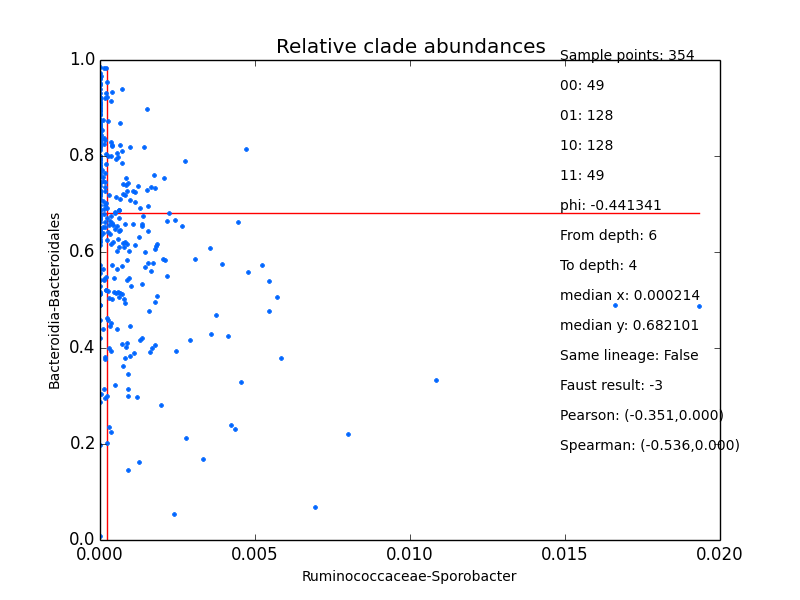 Relative clade abundances
Sample points: 354
00: 49
01: 128
10: 128
11: 49
phi: -0.441341
From depth: 6
To depth: 4
median x: 0.000214
median y: 0.682101
Same lineage: False
Faust result: -3
Pearson: (-0.351,0.000)
Spearman: (-0.536,0.000)
Bacteroidia-Bacteroidales
1.0
0.8
0.6
0.4
0.2
0.0
0.000 0.005 0.010 0.015 0.020
Ruminococcaceae-Sporobacter